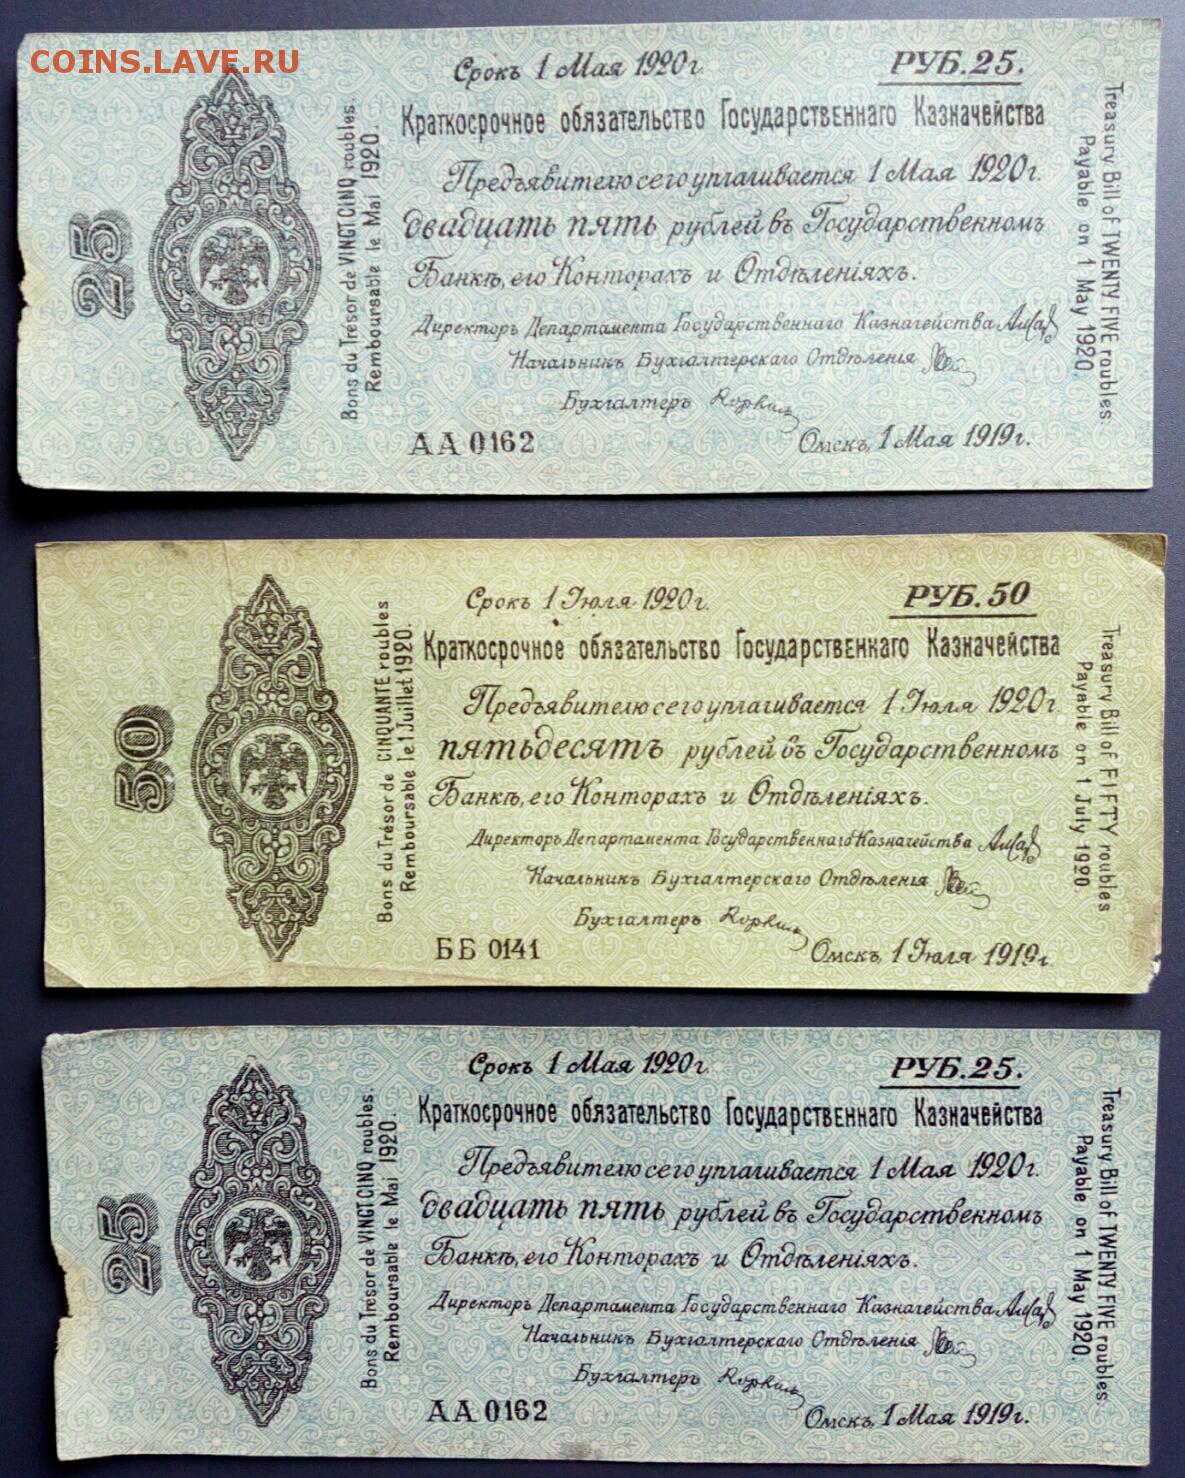 COINS.LAVE.RU
Срокъ 1 Мая 1920 г.
РУБ.25.
Краткосрочное обязательство Государственнаго Казначейства
Предъявителю сего уплачивается 1 Мая 1920 г.
двадцать пять рублей въ Государственномъ
Банкѣ, его Конторахъ и Отдѣленіяхъ.
Директоръ Департамента Государственнаго Казначейства
Начальникъ Бухгалтерскаго Отдѣленія
Бухгалтеръ
АА 0162
Омскъ, 1 Мая 1919 г.
25
Bons du Trésor de VINGT CINQ roubles.
Remboursable le Mai 1920.
Treasury Bill of TWENTY FIVE roubles.
Payable on 1 May 1920.
Срокъ 1 Іюля 1920 г.
РУБ.50
Краткосрочное обязательство Государственнаго Казначейства
Предъявителю сего уплачивается 1 Іюля 1920 г.
пятьдесятъ рублей въ Государственномъ
Банкѣ, его Конторахъ и Отдѣленіяхъ.
Директоръ Департамента Государственнаго Казначейства
Начальникъ Бухгалтерскаго Отдѣленія
Бухгалтеръ
ББ 0141
Омскъ, 1 Іюля 1919 г.
50
Bons du Trésor de CINQUANTE roubles
Remboursable le 1 Juillet 1920.
Treasury Bill of FIFTY roubles
Payable on 1 July 1920
Срокъ 1 Мая 1920 г.
РУБ.25.
Краткосрочное обязательство Государственнаго Казначейства
Предъявителю сего уплачивается 1 Мая 1920 г.
двадцать пять рублей въ Государственномъ
Банкѣ, его Конторахъ и Отдѣленіяхъ.
Директоръ Департамента Государственнаго Казначейства
Начальникъ Бухгалтерскаго Отдѣленія
Бухгалтеръ
АА 0162
Омскъ, 1 Мая 1919 г.
25
Bons du Trésor de VINGT CINQ roubles.
Remboursable le Mai 1920.
Treasury Bill of TWENTY FIVE roubles.
Payable on 1 May 1920.